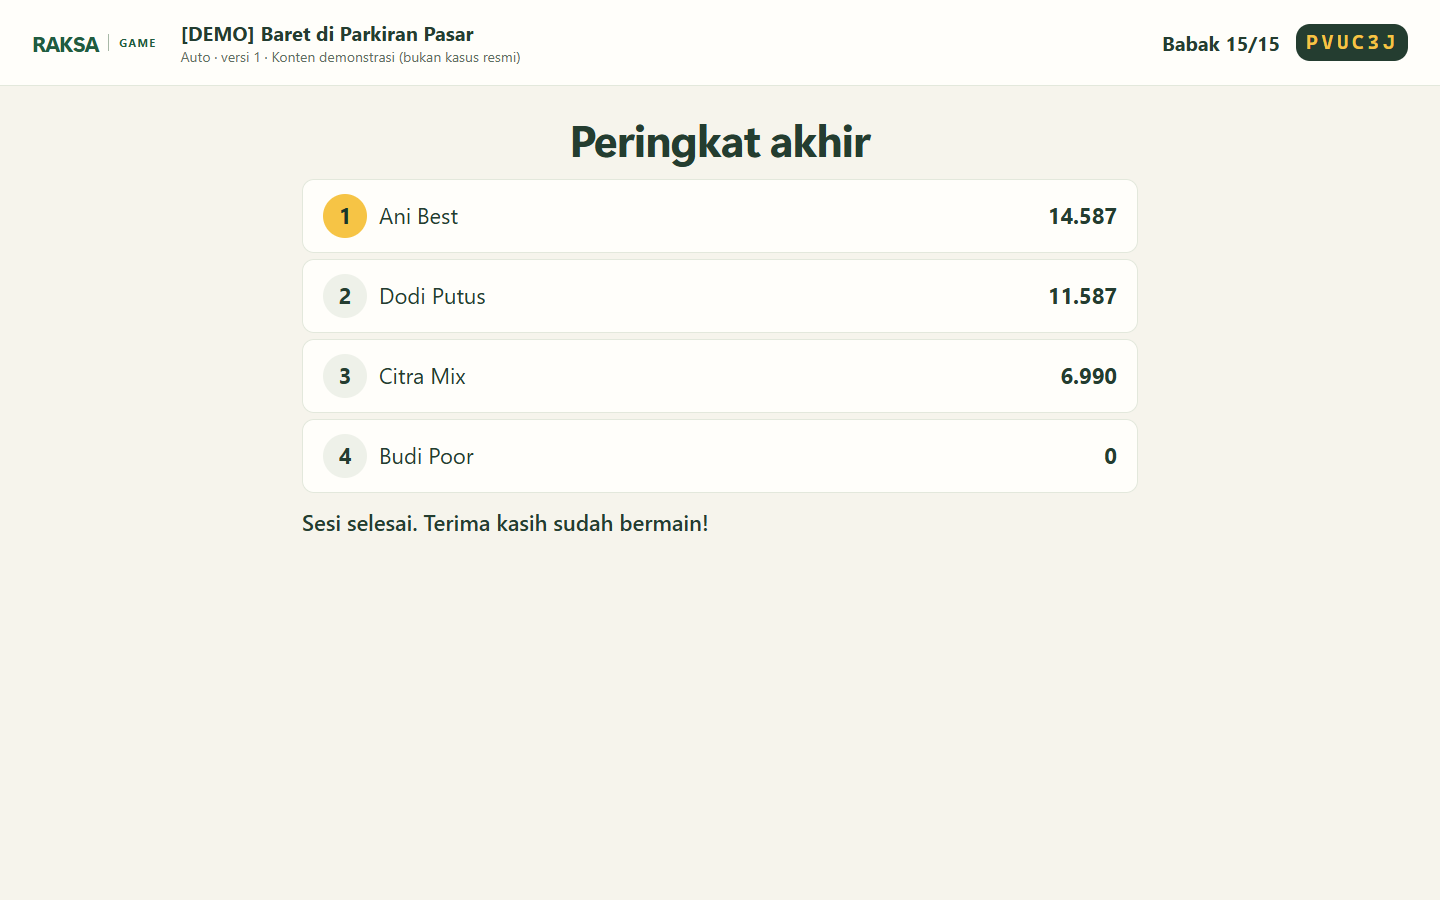 RAKSA GAME
[DEMO] Baret di Parkiran Pasar
Auto · versi 1 · Konten demonstrasi (bukan kasus resmi)
Babak 15/15
PVUC3J
Peringkat akhir
1 Ani Best 14.587
2 Dodi Putus 11.587
3 Citra Mix 6.990
4 Budi Poor 0
Sesi selesai. Terima kasih sudah bermain!